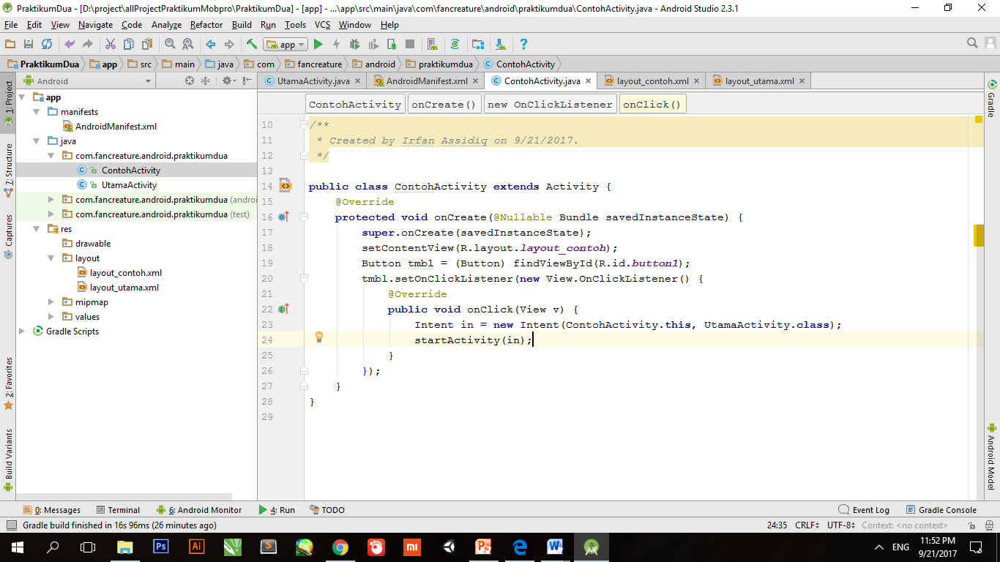 PraktikumDua - [D:\project\allProjectPraktikumMobpro\PraktikumDua] - [app] - ...\app\src\main\java\com\fancreature\android\praktikumdua\ContohActivity.java - Android Studio 2.3.1
File Edit View Navigate Code Analyze Refactor Build Run Tools VCS Window Help
app
PraktikumDua app src main java com fancreature android praktikumdua ContohActivity
Android
UtamaActivity.java AndroidManifest.xml ContohActivity.java layout_contoh.xml layout_utama.xml
1: Project
Z: Structure
Captures
2: Favorites
Build Variants
app
manifests
AndroidManifest.xml
java
com.fancreature.android.praktikumdua
ContohActivity
UtamaActivity
com.fancreature.android.praktikumdua (androi
com.fancreature.android.praktikumdua (test)
res
drawable
layout
layout_contoh.xml
layout_utama.xml
mipmap
values
Gradle Scripts
ContohActivity onCreate() new OnClickListener onClick()
10 /**
11 * Created by Irfan Assidiq on 9/21/2017.
12 */
13
14 public class ContohActivity extends Activity {
15 @Override
16 protected void onCreate(@Nullable Bundle savedInstanceState) {
17 super.onCreate(savedInstanceState);
18 setContentView(R.layout.layout_contoh);
19 Button tmbl = (Button) findViewById(R.id.button1);
20 tmbl.setOnClickListener(new View.OnClickListener() {
21 @Override
22 public void onClick(View v) {
23 Intent in = new Intent(ContohActivity.this, UtamaActivity.class);
24 startActivity(in);
25 }
26 });
27 }
28 }
29
Gradle
Android Model
0: Messages Terminal 6: Android Monitor 4: Run TODO Event Log Gradle Console
Gradle build finished in 16s 96ms (26 minutes ago) 24:35 CRLF UTF-8 Context: <no context>
Ps Ai S mi P W
ENG
11:52 PM
9/21/2017